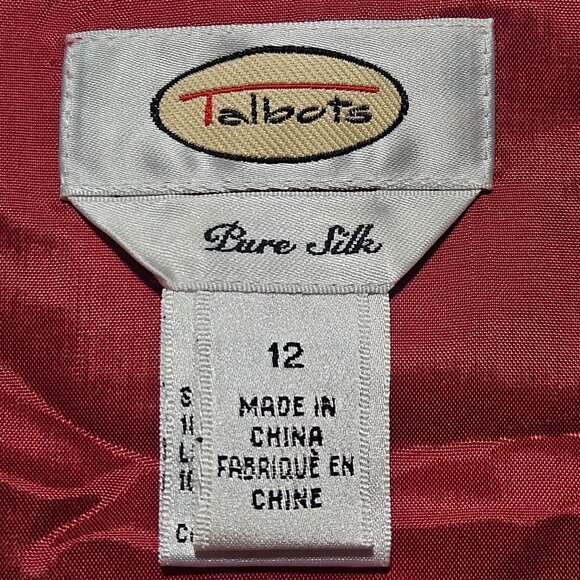 Talbots
Pure Silk
12
MADE IN
CHINA
FABRIQUÈ EN
CHINE